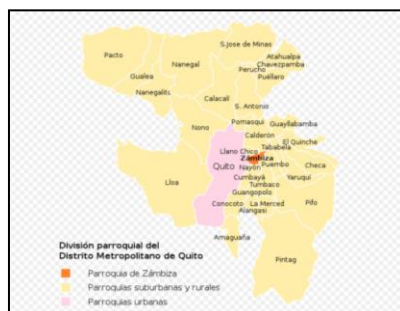 S.Jose de Minas
Pacto
Nanegal
Atahualpa
Chavezpamba
Perucho
Gualea
Puéllaro
Nanegalito
Calacalí
S. Antonio
Pomasqui
Guayllabamba
Nono
Calderón
El Quinche
Tababela
Llano Chico
Zámbiza
Quito
Nayón
Puembo
Checa
Lloa
Cumbayá
Yaruquí
Tumbaco
Guangopolo
Conocoto
La Merced
Pifo
Alangasi
Amaguaña
Pintag
División parroquial del
Distrito Metropolitano de Quito
Parroquia de Zámbiza
Parroquias suburbanas y rurales
Parroquias urbanas